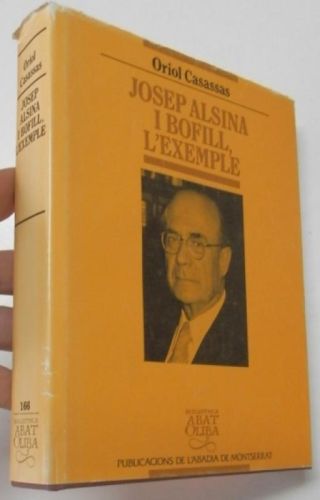 Oriol Casassas
JOSEP ALSINA
I BOFILL,
L'EXEMPLE
BIBLIOTECA
ABAT
OLIBA
PUBLICACIONS DE L'ABADIA DE MONTSERRAT
Oriol Casassas
JOSEP
ALSINA
I BOFILL,
L'EXEMPLE
166
BIBLIOTECA
ABAT
OLIBA